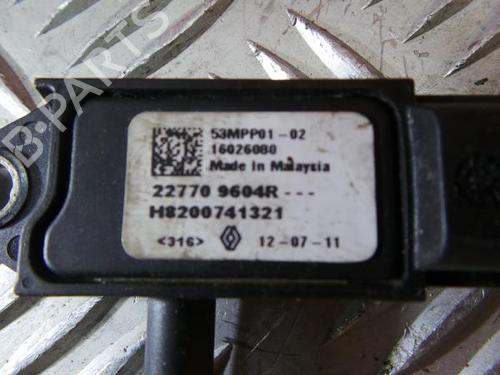 B-PARTS
53MPP01-02
16026080
Made In Malaysia
22770 9604R---
H8200741321
<316> 12-07-11